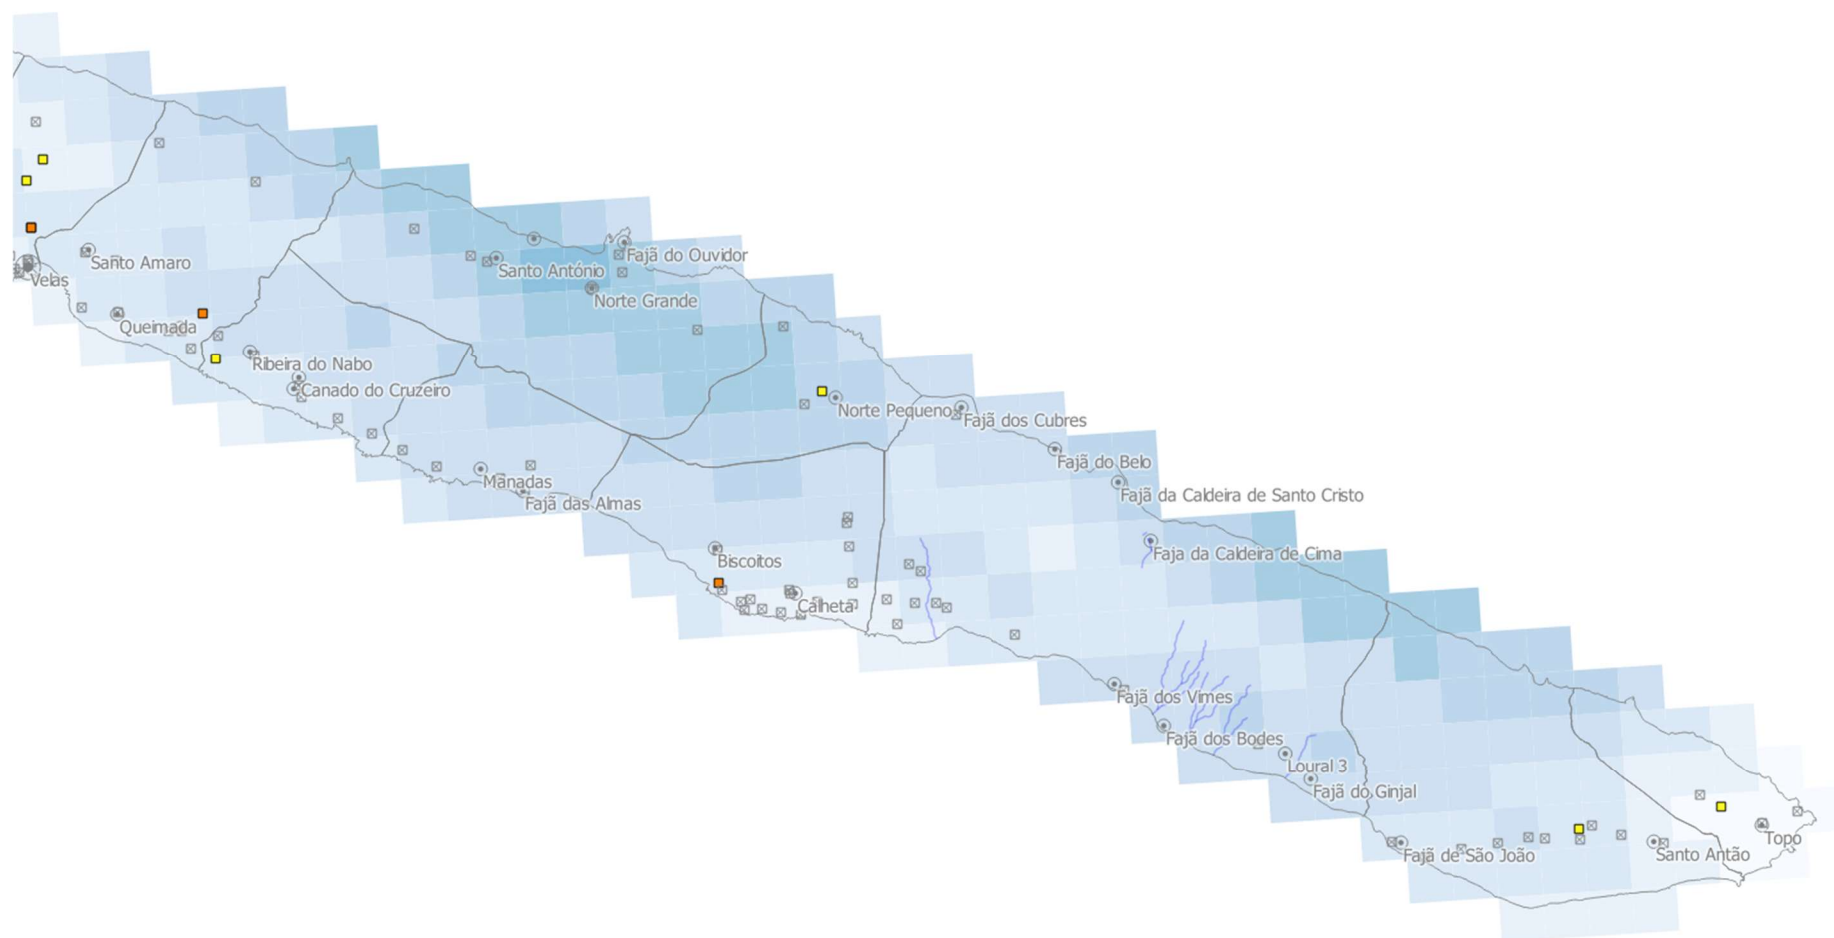 Fajã do Ouvidor
Santo Amaro
Santo António
Velas
Norte Grande
Queimada
Ribeira do Nabo
Canado do Cruzeiro
Norte Pequeno
Fajã dos Cubres
Fajã do Belo
Manadas
Fajã da Caldeira de Santo Cristo
Fajã das Almas
Faja da Caldeira de Cima
Biscoitos
Calheta
Fajã dos Vimes
Fajã dos Bodes
Loural 3
Fajã do Ginjal
Topo
Fajã de São João
Santo Antão